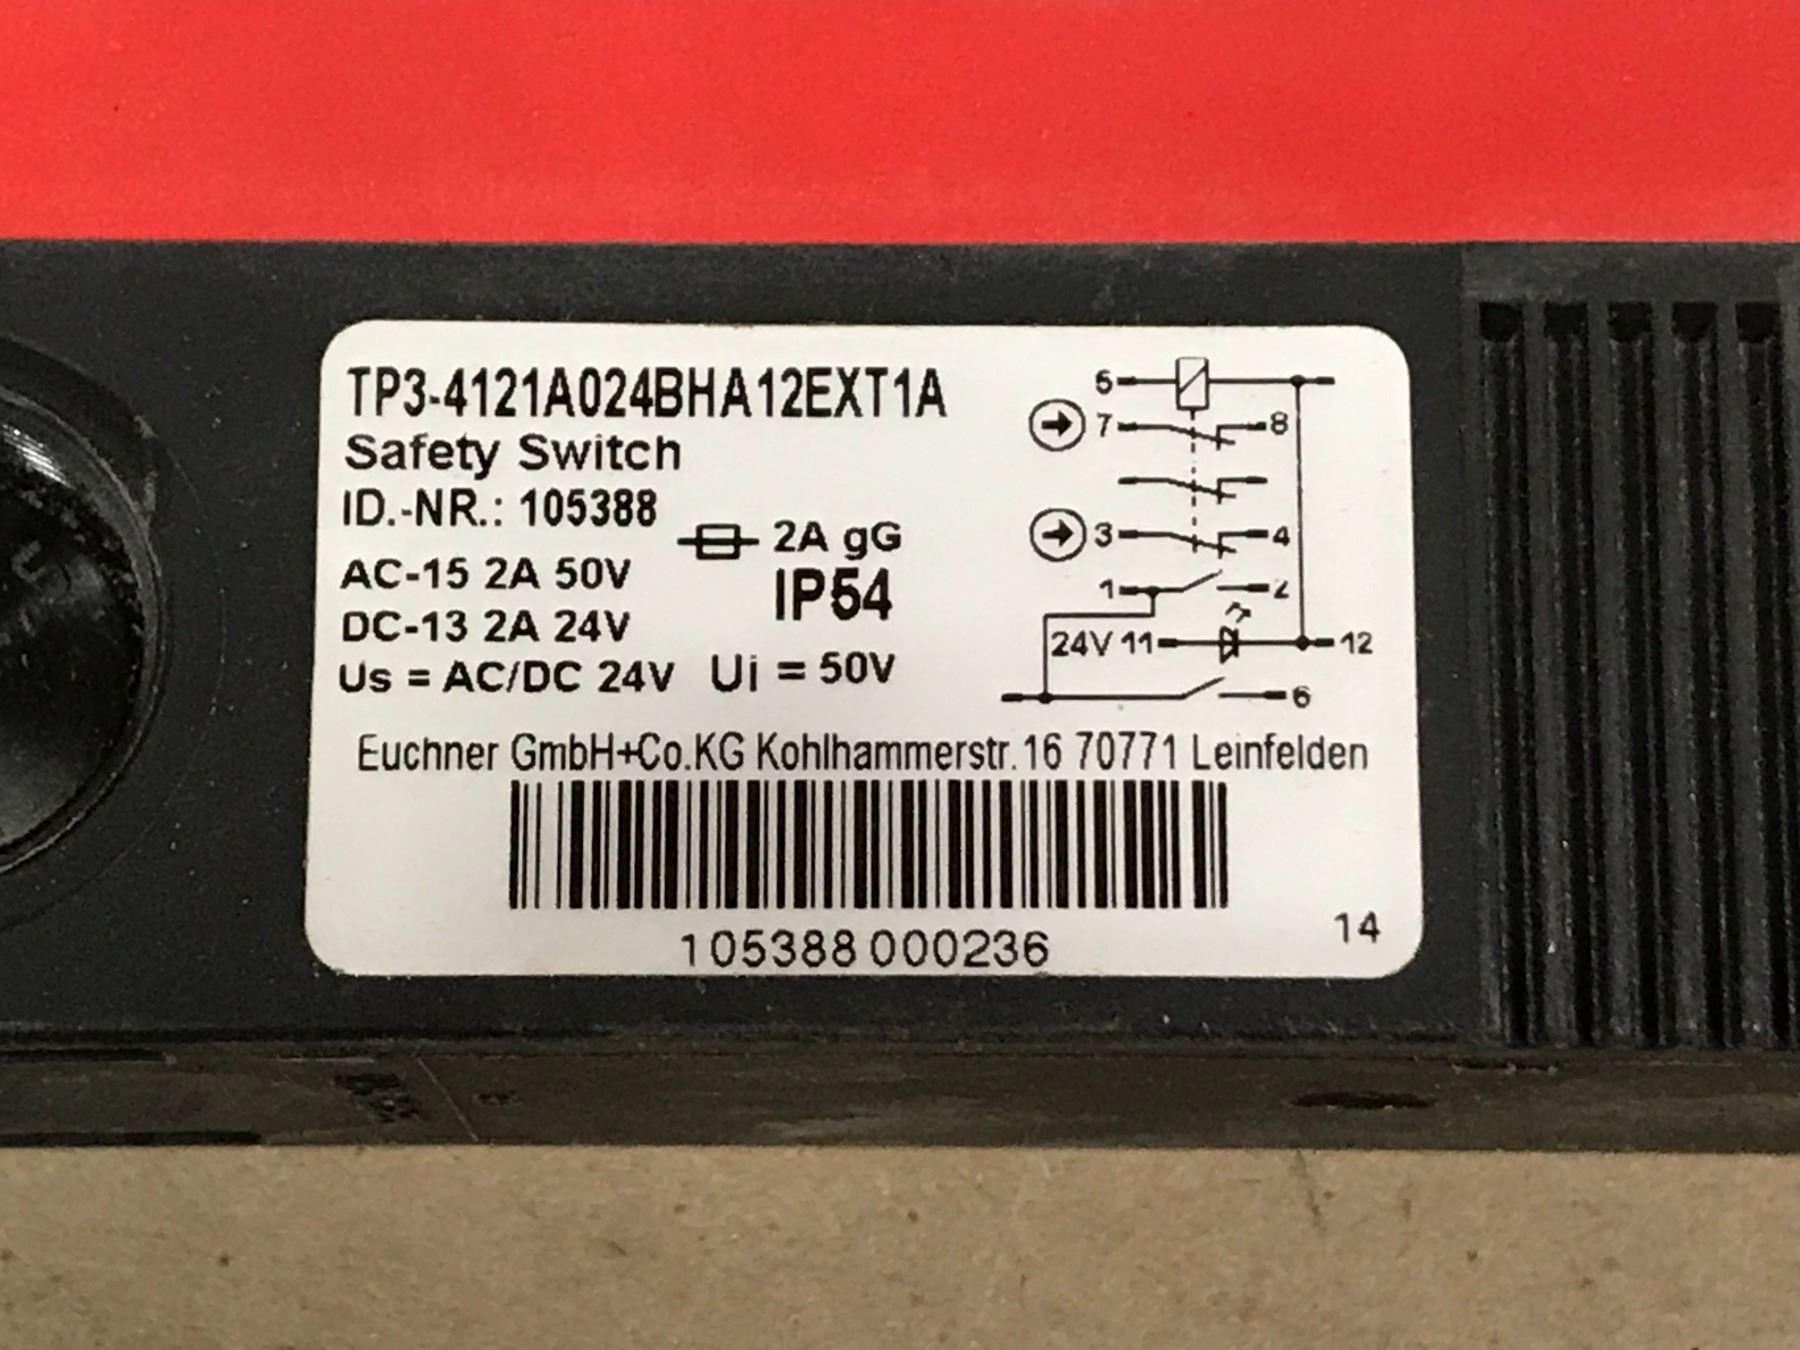 TP3-4121A024BHA12EXT1A
Safety Switch
ID.-NR.: 105388
2A gG
AC-15 2A 50V
IP54
DC-13 2A 24V
Us = AC/DC 24V Ui = 50V
5
7 8
3 4
1 2
24V 11 12
6
Euchner GmbH+Co.KG Kohlhammerstr.16 70771 Leinfelden
105388 000236
14